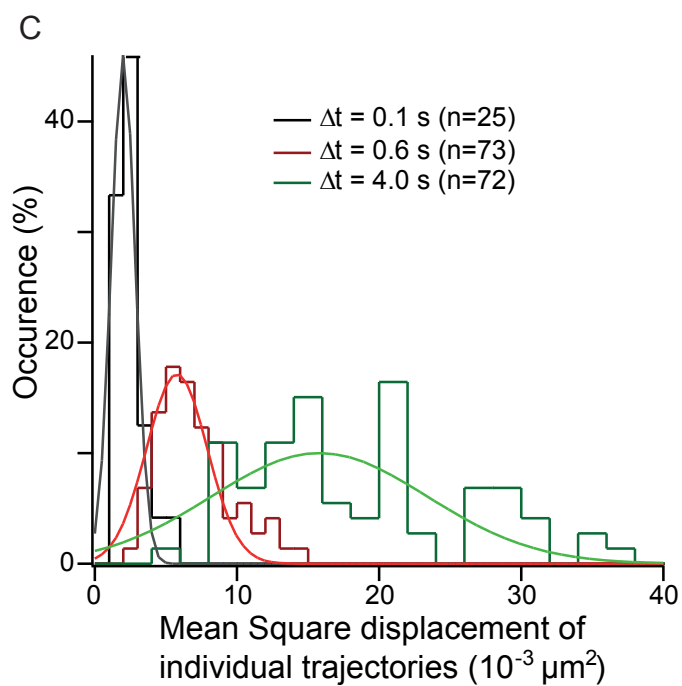 C
Δt = 0.1 s (n=25)
Δt = 0.6 s (n=73)
Δt = 4.0 s (n=72)
Occurence (%)
40
20
0
0 10 20 30 40
Mean Square displacement of
individual trajectories (10⁻³ µm²)